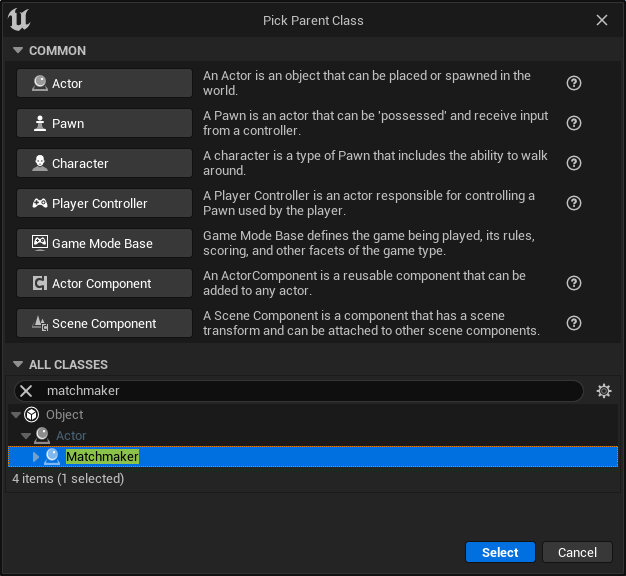 Pick Parent Class
COMMON
Actor
An Actor is an object that can be placed or spawned in the
world.
Pawn
A Pawn is an actor that can be 'possessed' and receive input
from a controller.
Character
A character is a type of Pawn that includes the ability to walk
around.
Player Controller
A Player Controller is an actor responsible for controlling a
Pawn used by the player.
Game Mode Base
Game Mode Base defines the game being played, its rules,
scoring, and other facets of the game type.
Actor Component
An ActorComponent is a reusable component that can be
added to any actor.
Scene Component
A Scene Component is a component that has a scene
transform and can be attached to other scene components.
ALL CLASSES
matchmaker
Object
Actor
Matchmaker
4 items (1 selected)
Select
Cancel